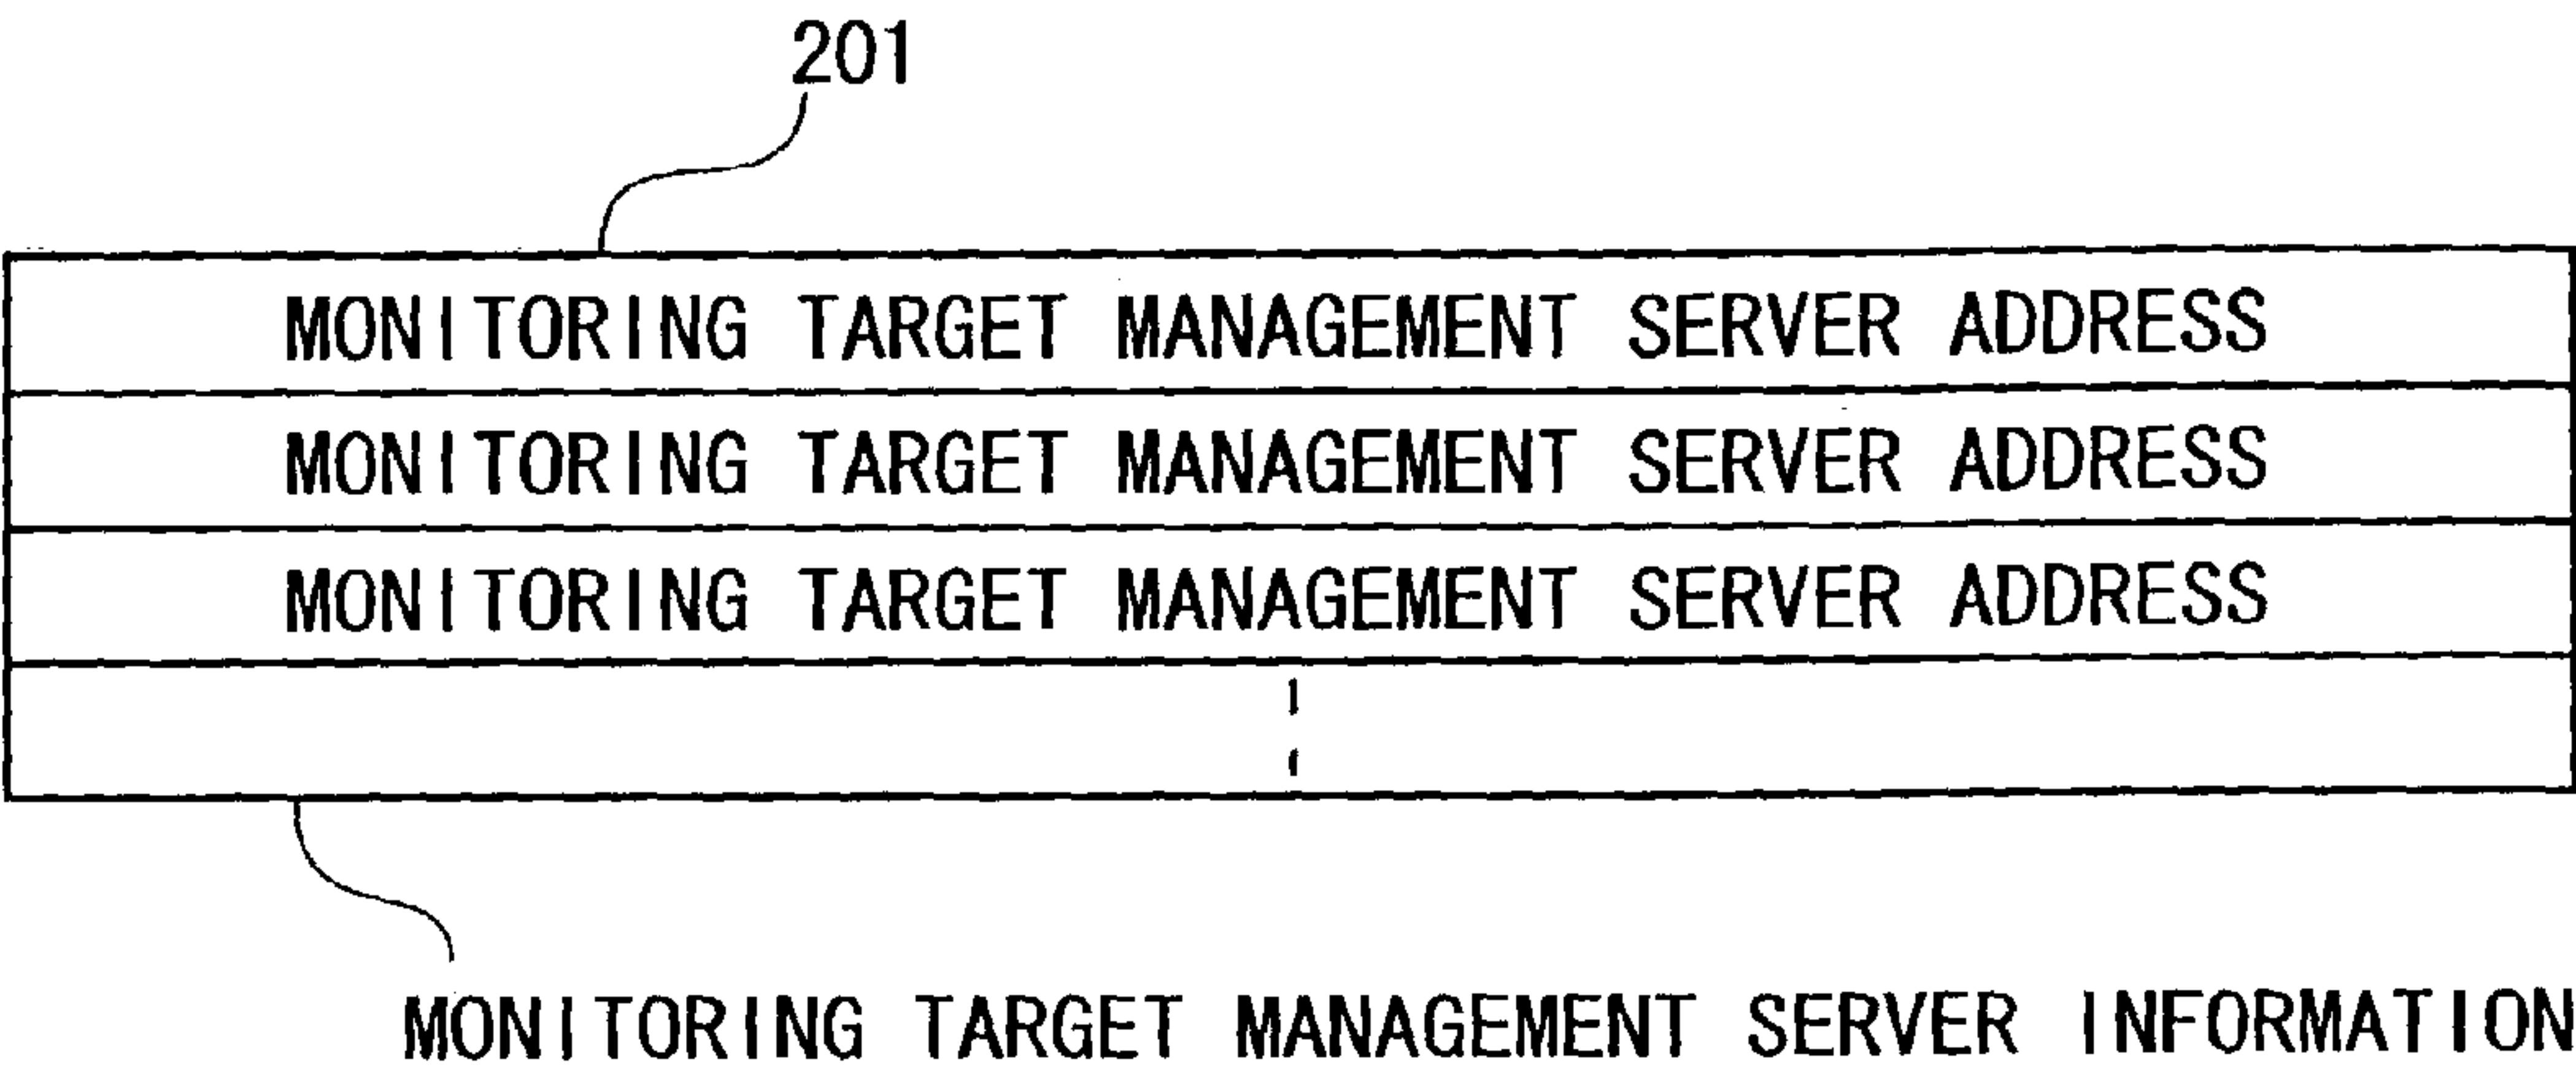 201
MONITORING TARGET MANAGEMENT SERVER ADDRESS
MONITORING TARGET MANAGEMENT SERVER ADDRESS
MONITORING TARGET MANAGEMENT SERVER ADDRESS
MONITORING TARGET MANAGEMENT SERVER INFORMATION